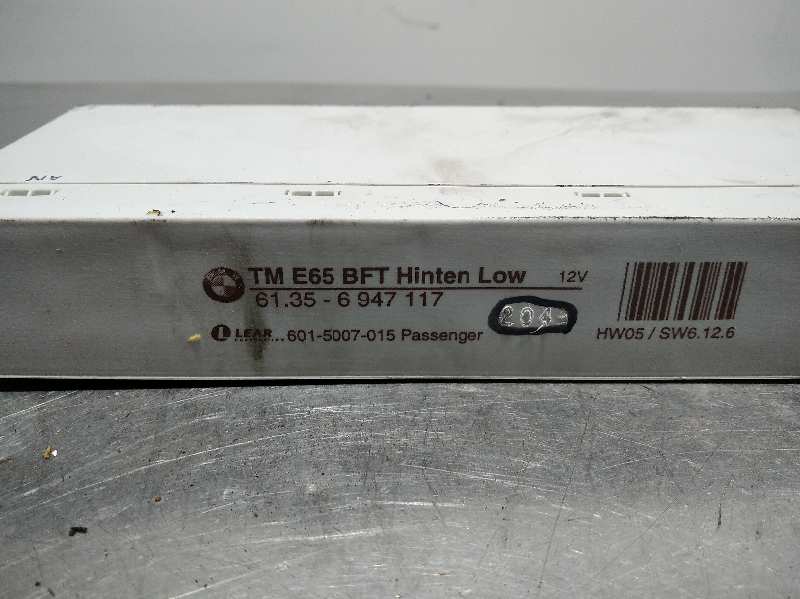 TM E65 BFT Hinten Low 12V
61.35 - 6 947 117
204
LEAR 601-5007-015 Passenger
HW05 / SW6.12.6